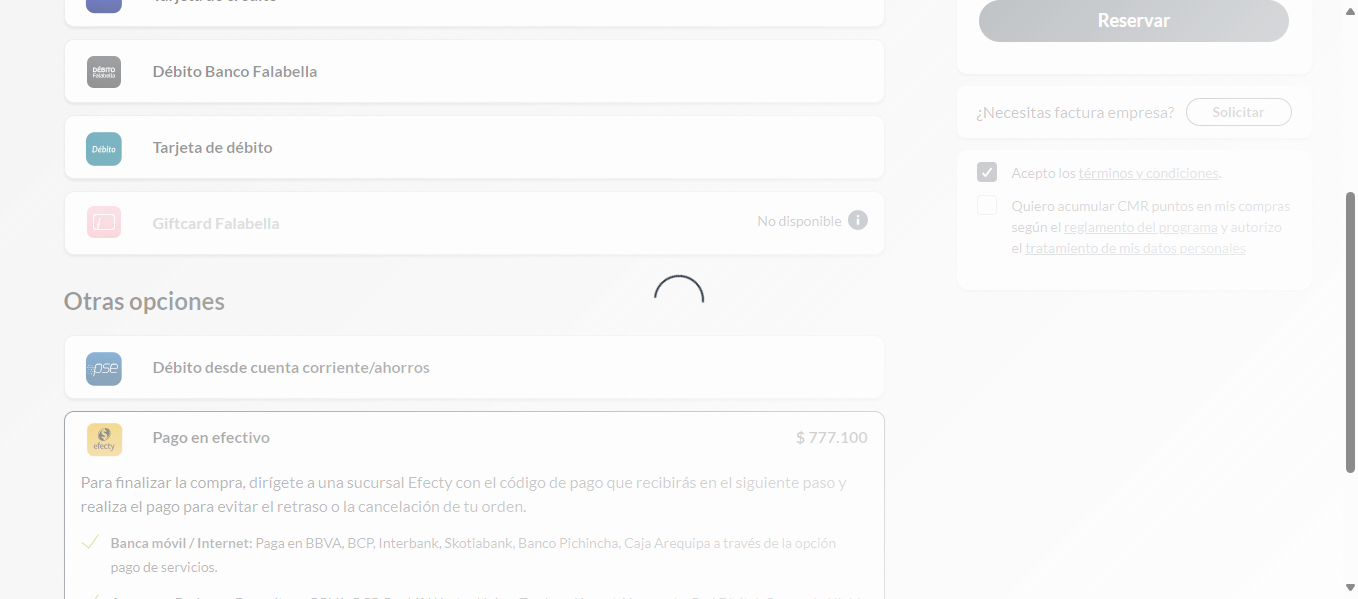 Tarjeta de crédito
DÉBITO
Falabella
Débito Banco Falabella
Débito
Tarjeta de débito
Giftcard Falabella
No disponible
i
Otras opciones
pse
Débito desde cuenta corriente/ahorros
efecty
Pago en efectivo
$ 777.100
Para finalizar la compra, dirígete a una sucursal Efecty con el código de pago que recibirás en el siguiente paso y
realiza el pago para evitar el retraso o la cancelación de tu orden.
Banca móvil / Internet: Paga en BBVA, BCP, Interbank, Skotiabank, Banco Pichincha, Caja Arequipa a través de la opción
pago de servicios.
Reservar
¿Necesitas factura empresa?
Solicitar
Acepto los términos y condiciones.
Quiero acumular CMR puntos en mis compras
según el reglamento del programa y autorizo
el tratamiento de mis datos personales